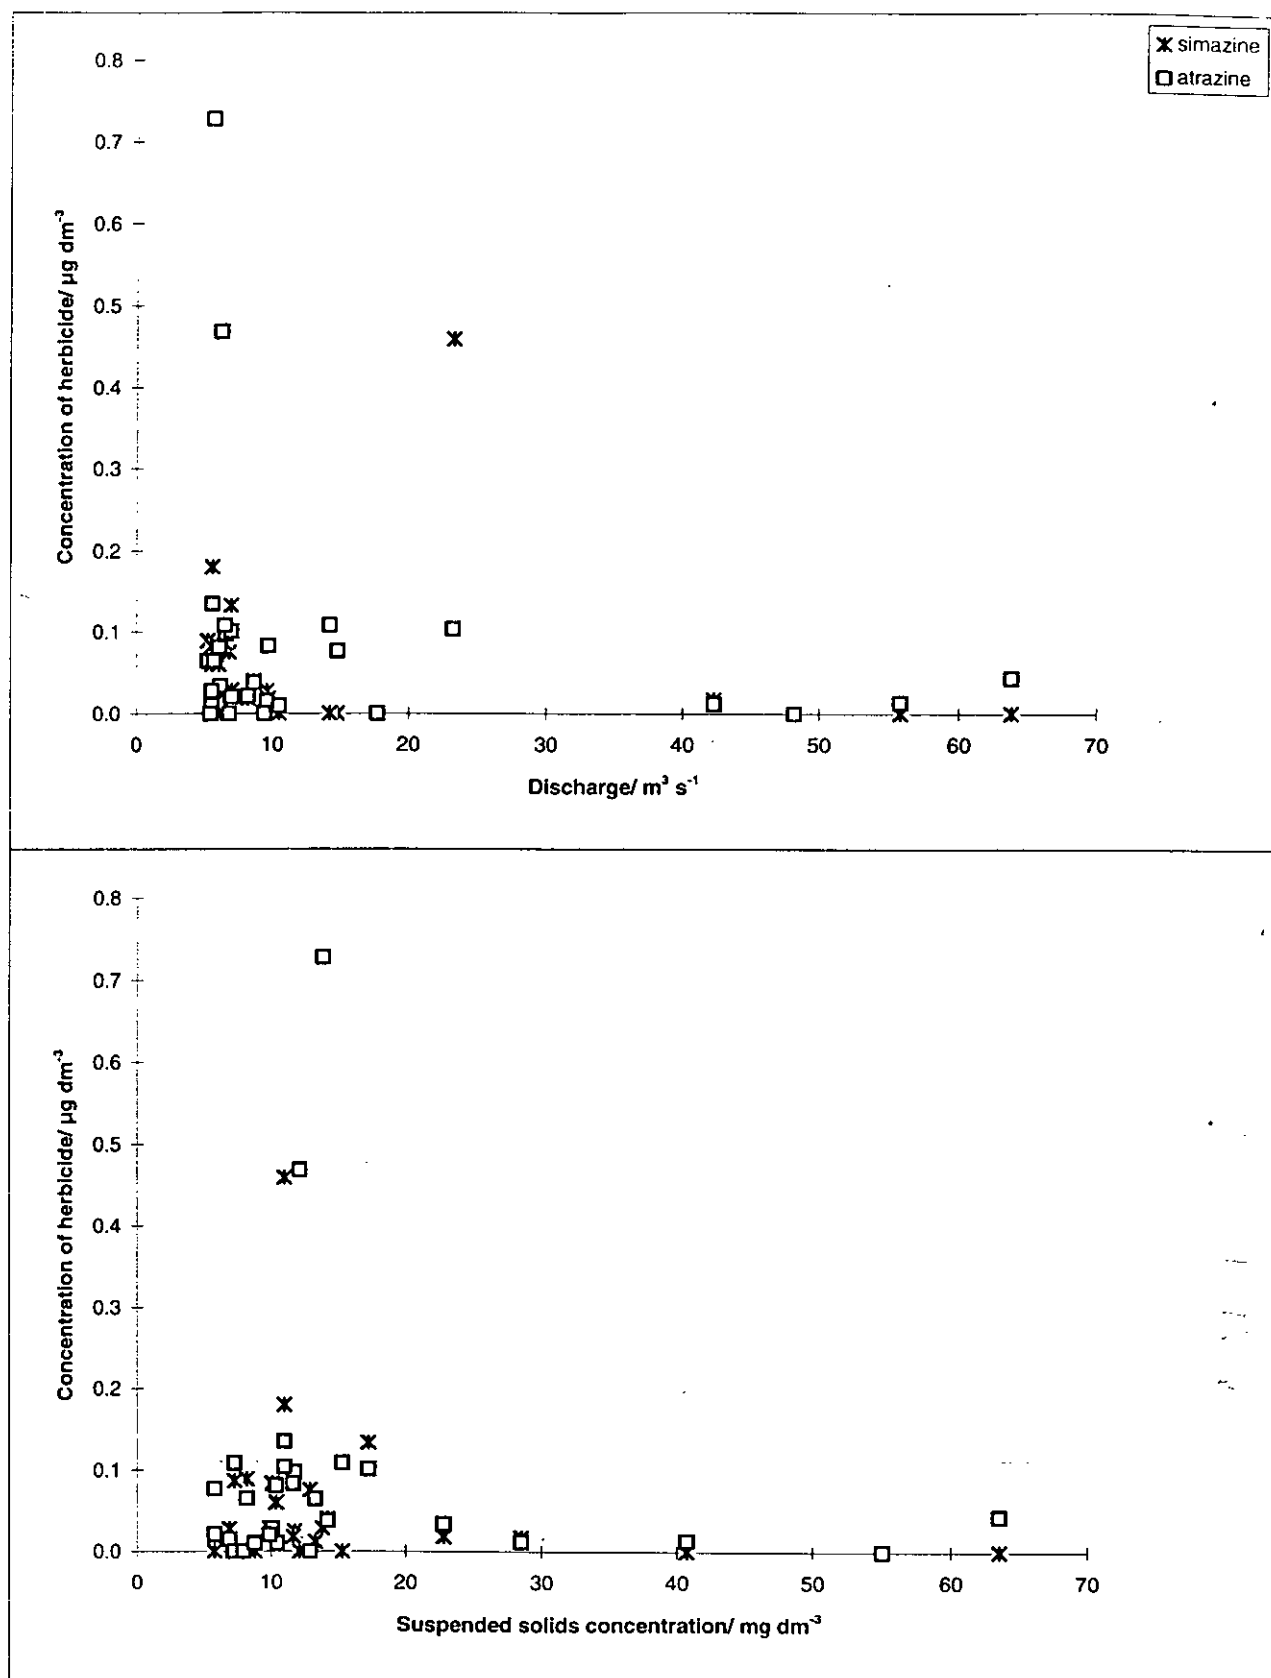 simazine
atrazine
0.8
0.7
0.6
0.5
0.4
0.3
0.2
0.1
0.0
Concentration of herbicide/ µg dm⁻³
0 10 20 30 40 50 60 70
Discharge/ m³ s⁻¹
0.8
0.7
0.6
0.5
0.4
0.3
0.2
0.1
0.0
Concentration of herbicide/ µg dm⁻³
0 10 20 30 40 50 60 70
Suspended solids concentration/ mg dm⁻³